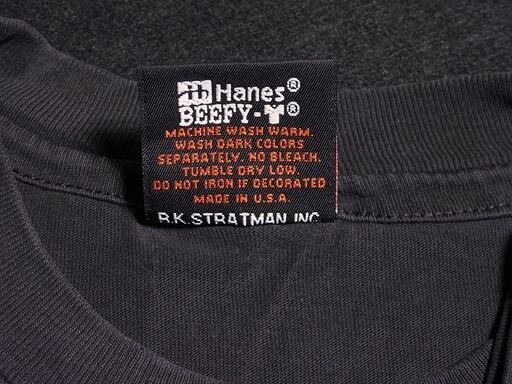 Hanes®
BEEFY-T®
MACHINE WASH WARM.
WASH DARK COLORS
SEPARATELY. NO BLEACH.
TUMBLE DRY LOW.
DO NOT IRON IF DECORATED
MADE IN U.S.A.
R.K. STRATMAN, INC.